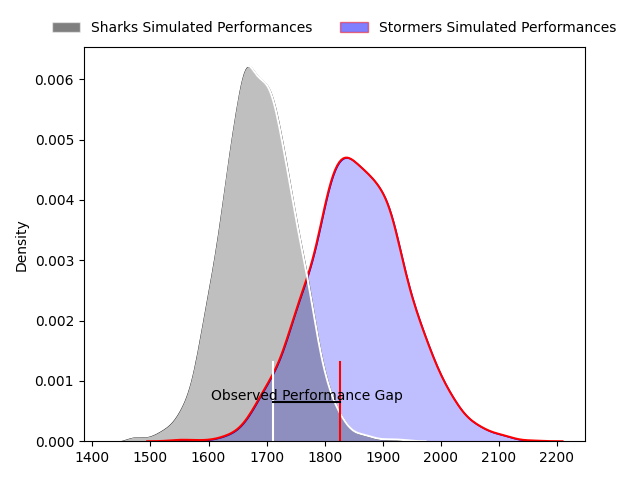 Sharks Simulated Performances Stormers Simulated Performances
0.006
0.005
0.004
0.003
0.002
0.001
0.000
Density
Observed Performance Gap
1400 1500 1600 1700 1800 1900 2000 2100 2200